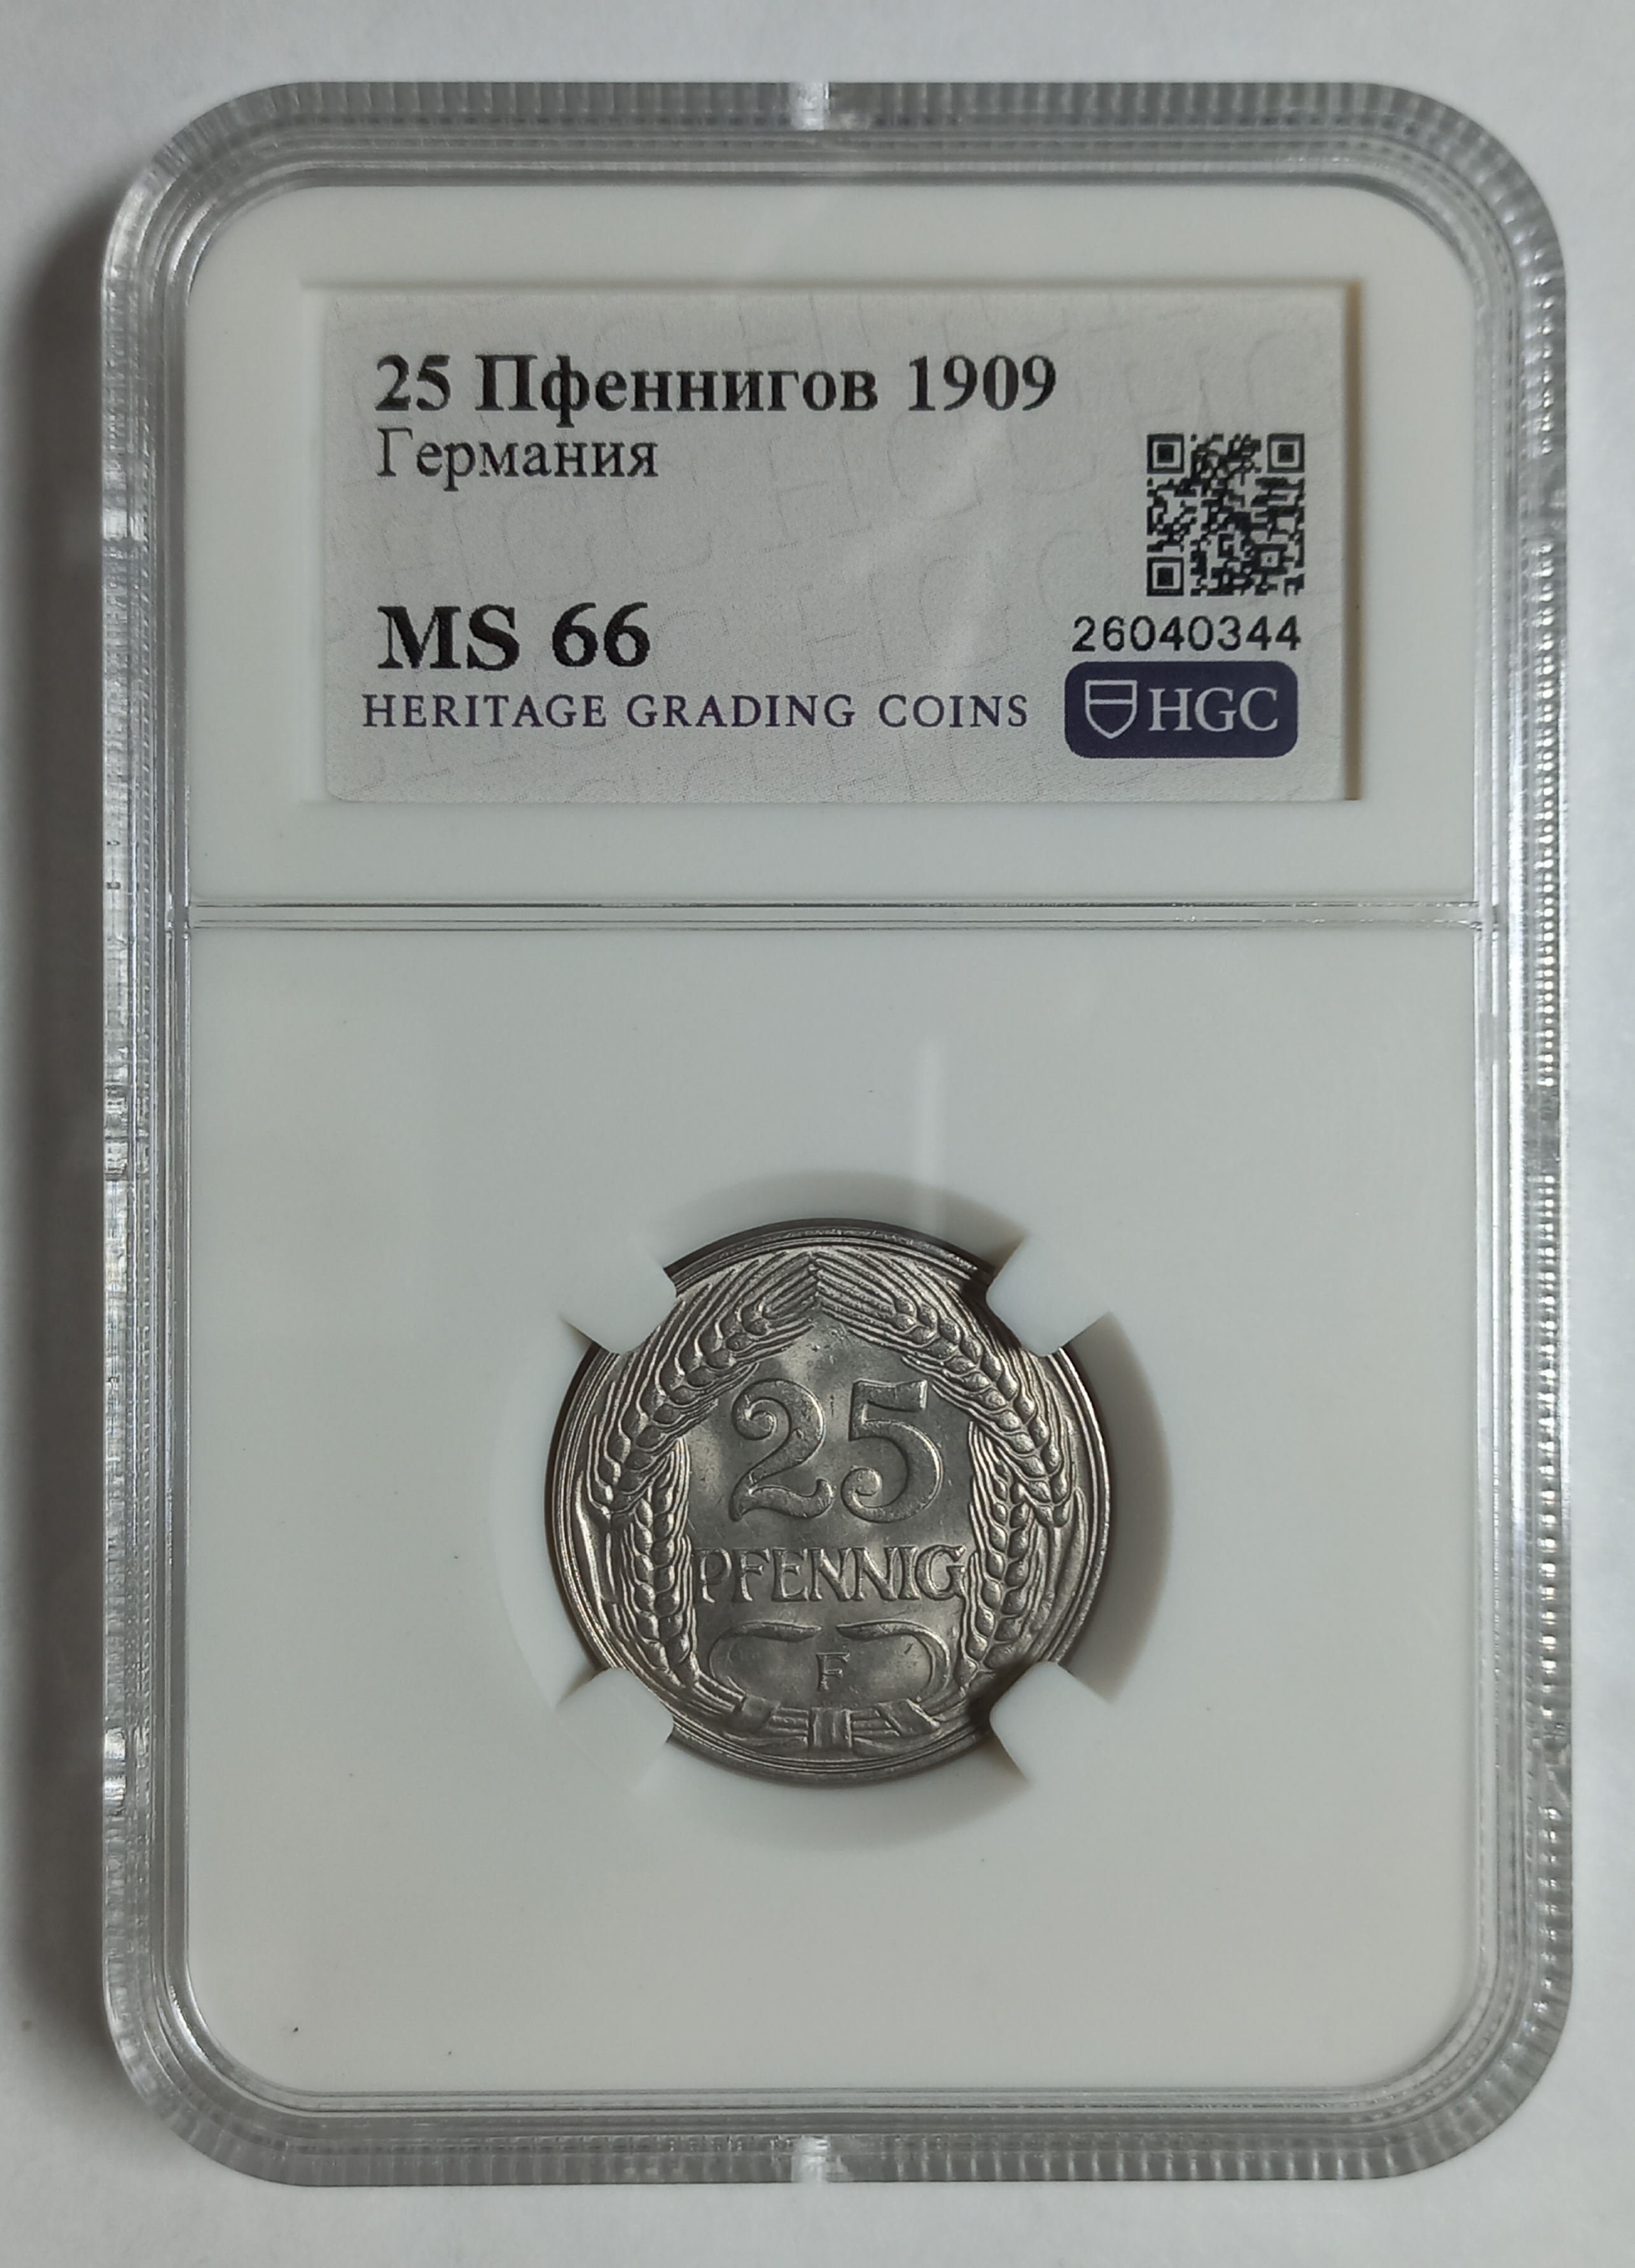 25 Пфеннигов 1909
Германия
MS 66
26040344
HERITAGE GRADING COINS
HGC
25
PFENNIG
F